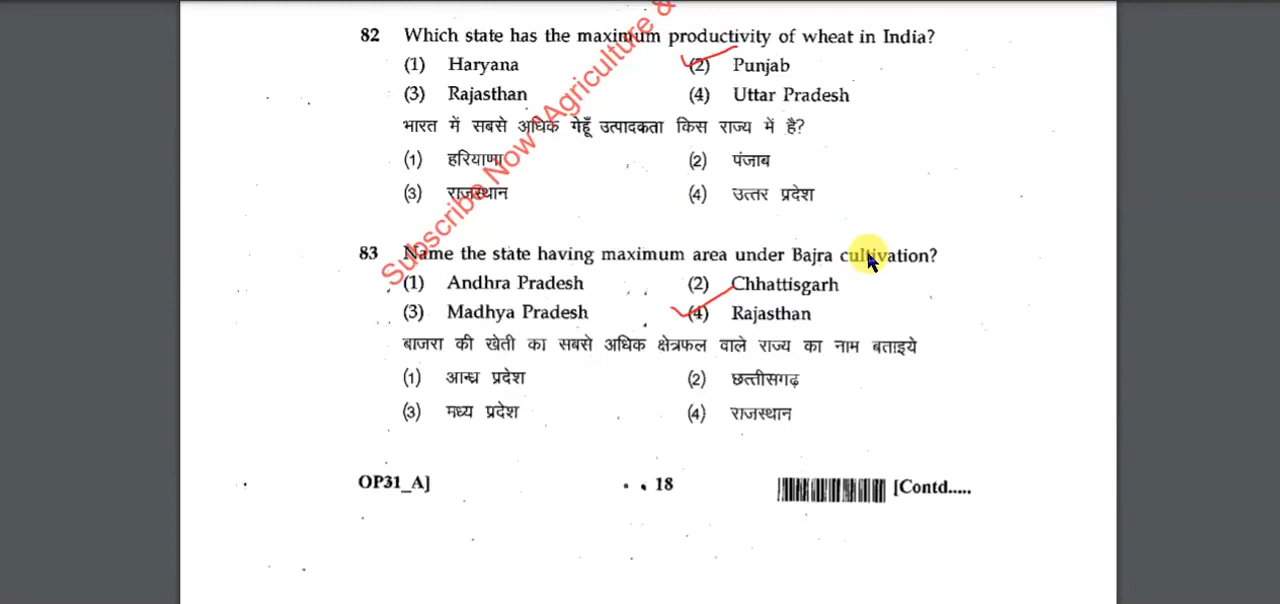 82 Which state has the maximum productivity of wheat in India?
(1) Haryana (2) Punjab
(3) Rajasthan (4) Uttar Pradesh
भारत में सबसे अधिक गेहूँ उत्पादकता किस राज्य में है?
(1) हरियाणा (2) पंजाब
(3) राजस्थान (4) उत्तर प्रदेश
Subscribe Now "Agriculture &
83 Name the state having maximum area under Bajra cultivation?
(1) Andhra Pradesh (2) Chhattisgarh
(3) Madhya Pradesh (4) Rajasthan
बाजरा की खेती का सबसे अधिक क्षेत्रफल वाले राज्य का नाम बताइये
(1) आन्ध्र प्रदेश (2) छत्तीसगढ़
(3) मध्य प्रदेश (4) राजस्थान
OP31_A] 18 [Contd.....